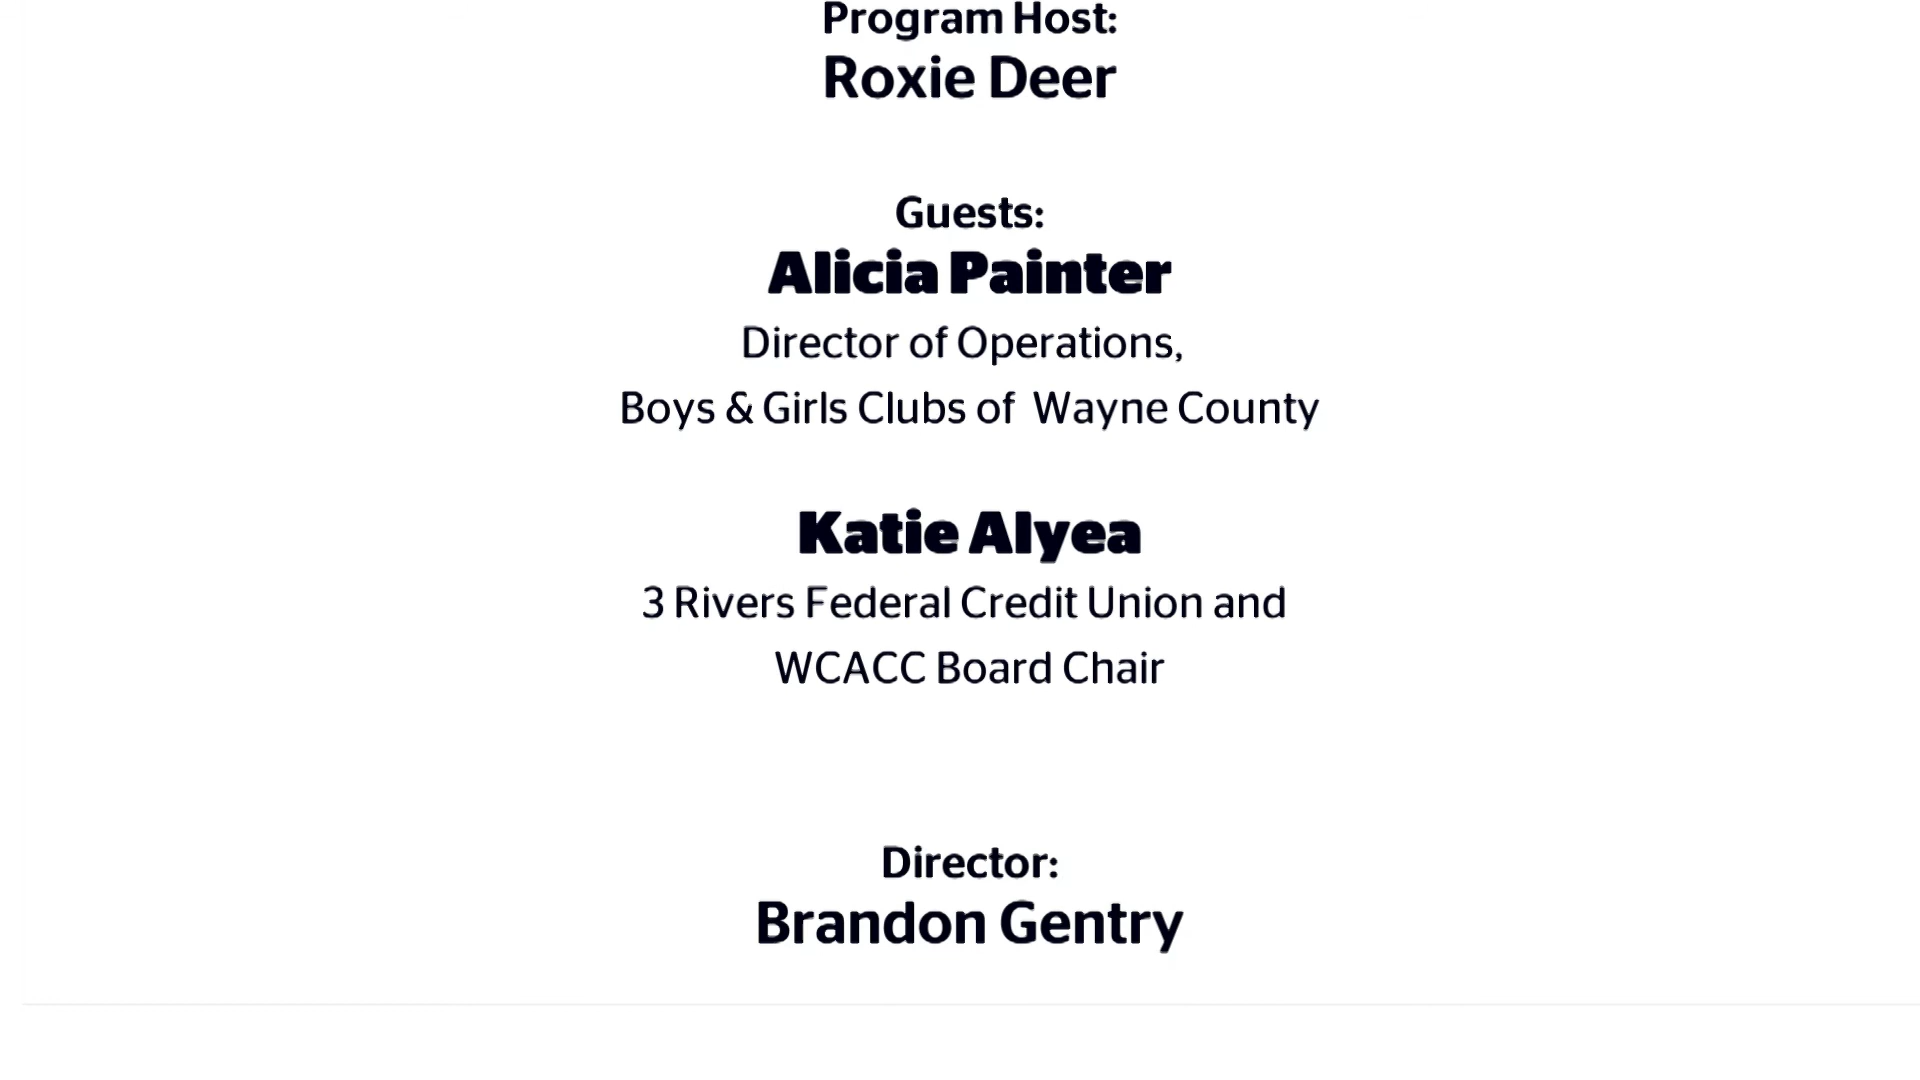 Program Host:
Roxie Deer
Guests:
Alicia Painter
Director of Operations,
Boys & Girls Clubs of Wayne County
Katie Alyea
3 Rivers Federal Credit Union and
WCACC Board Chair
Director:
Brandon Gentry